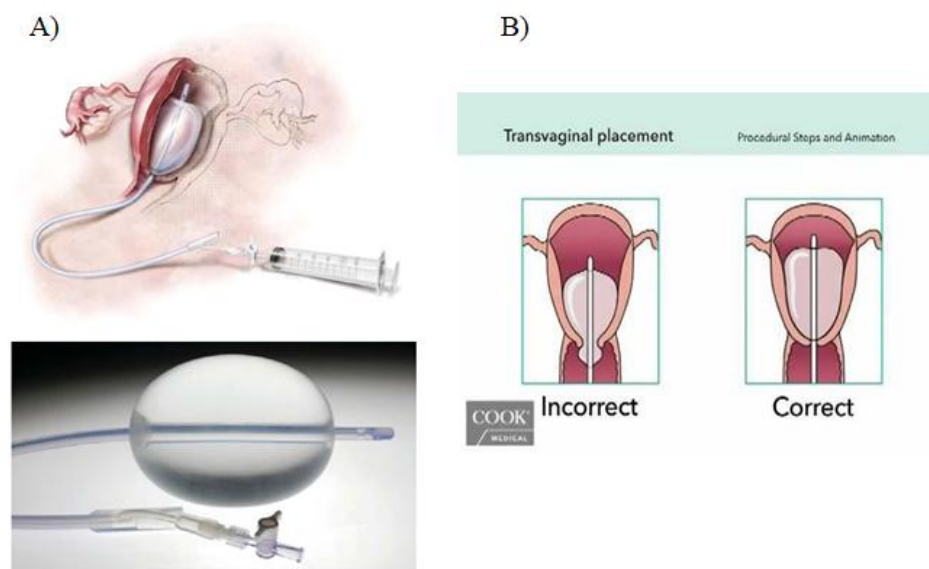 A)
B)
Transvaginal placement
Procedural Steps and Animation
Incorrect
Correct
COOK®
MEDICAL